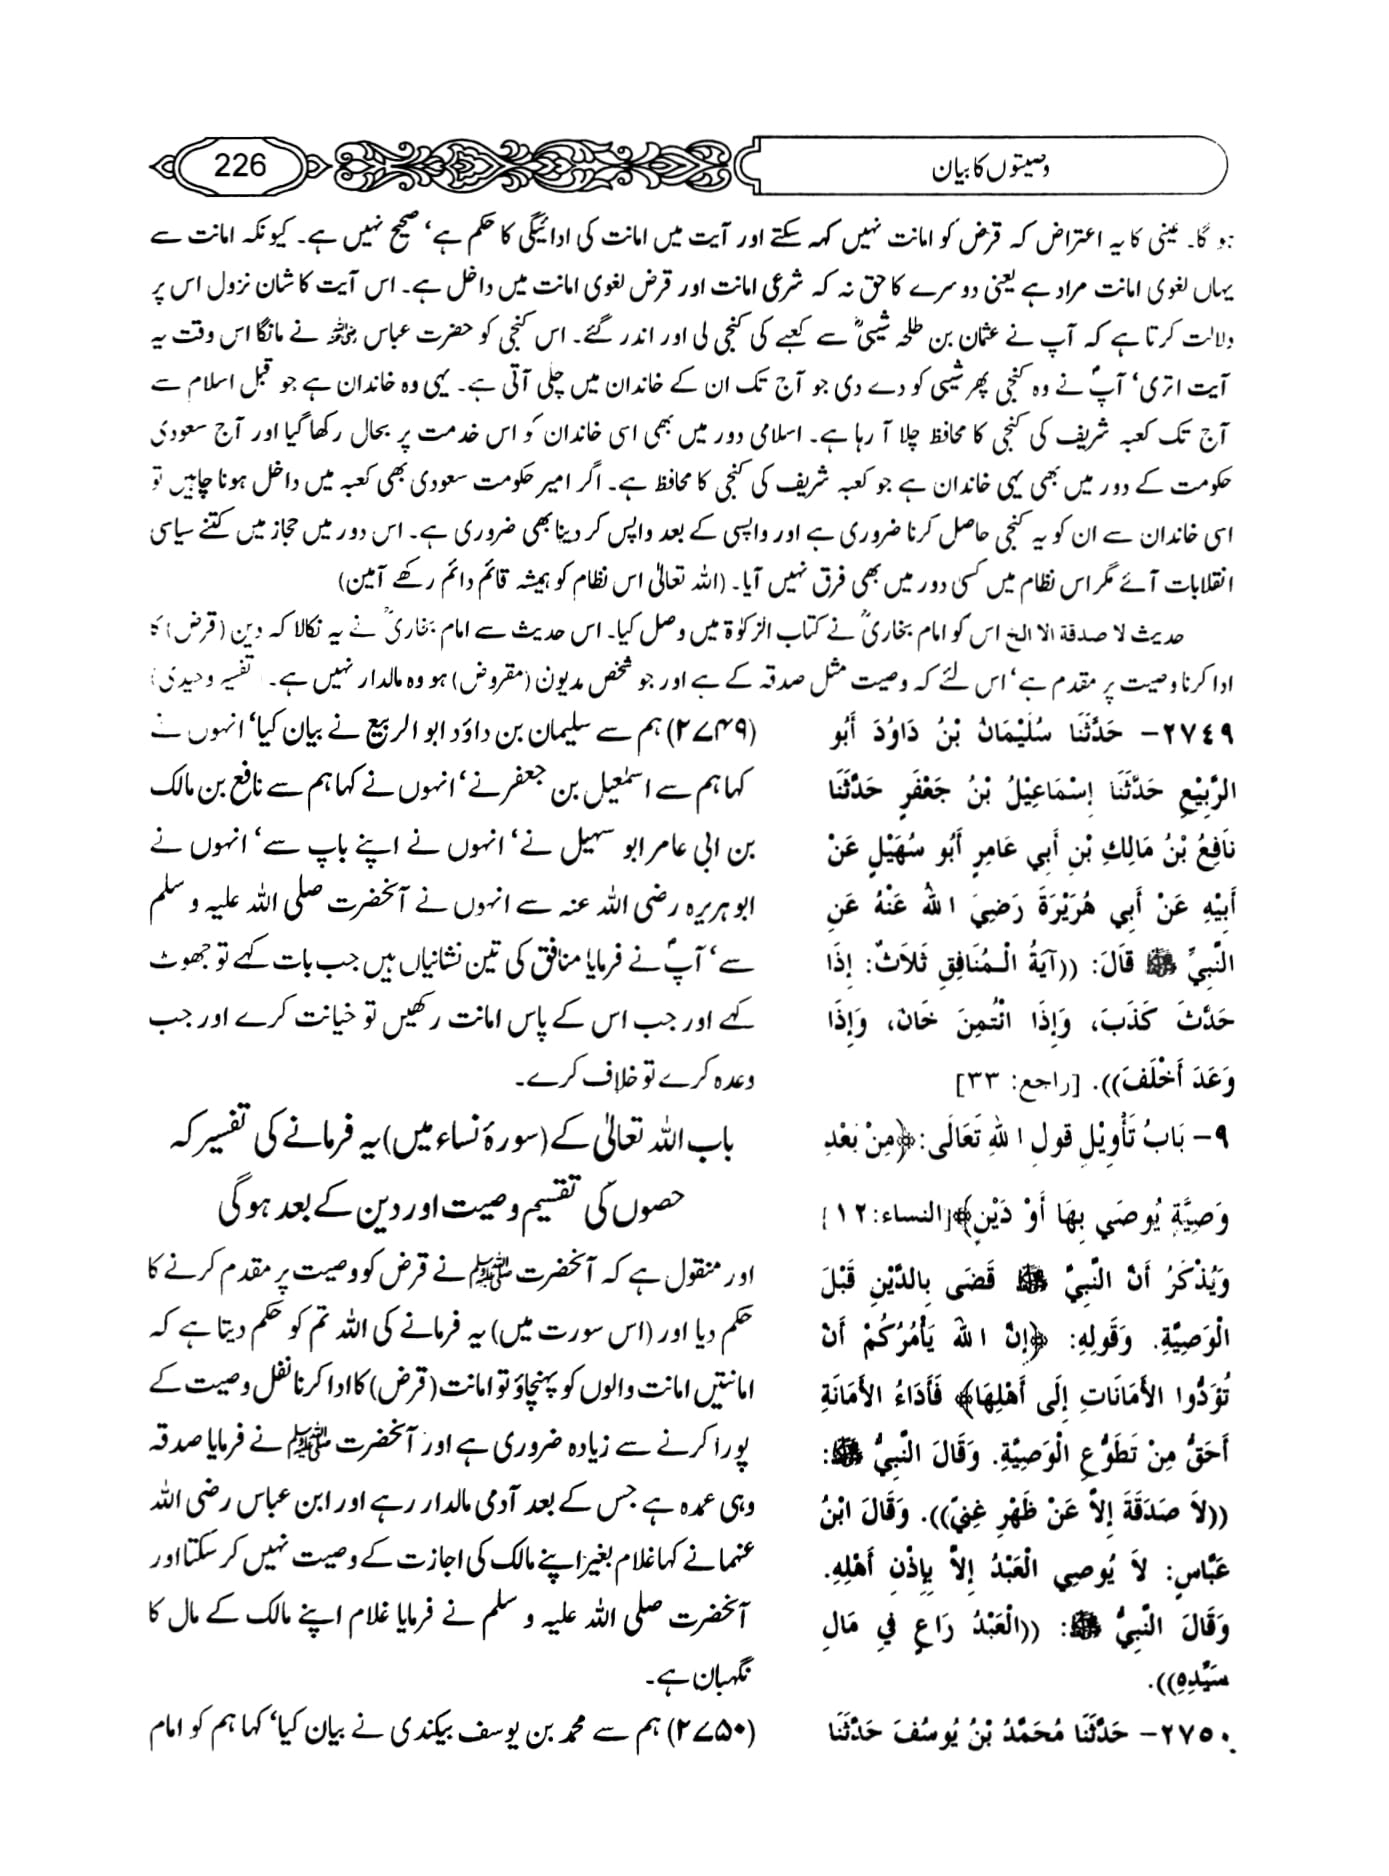 وصیتوں کا بیان
226
ہو گا۔ عینی کا یہ اعتراض کہ قرض کو امانت نہیں کہہ سکتے اور آیت میں امانت کی ادائیگی کا حکم ہے‘ صحیح نہیں ہے۔ کیونکہ امانت سے
یہاں لغوی امانت مراد ہے یعنی دوسرے کا حق نہ کہ شرعی امانت اور قرض لغوی امانت میں داخل ہے۔ اس آیت کا شان نزول اس پر
دلالت کرتا ہے کہ آپ نے عثمان بن طلحہ شیبیؓ سے کعبے کی کنجی لی اور اندر گئے۔ اس کنجی کو حضرت عباس رضی اللہ عنہ نے مانگا اس وقت یہ
آیت اتری‘ آپؐ نے وہ کنجی پھر شیبی کو دے دی جو آج تک ان کے خاندان میں چلی آتی ہے۔ یہی وہ خاندان ہے جو قبل اسلام سے
آج تک کعبہ شریف کی کنجی کا محافظ چلا آ رہا ہے۔ اسلامی دور میں بھی اسی خاندان کو اس خدمت پر بحال رکھا گیا اور آج سعودی
حکومت کے دور میں بھی یہی خاندان ہے جو کعبہ شریف کی کنجی کا محافظ ہے۔ اگر امیر حکومت سعودی بھی کعبہ میں داخل ہونا چاہیں تو
اسی خاندان سے ان کو یہ کنجی حاصل کرنا ضروری ہے اور واپسی کے بعد واپس کر دینا بھی ضروری ہے۔ اس دور میں حجاز میں کتنے سیاسی
انقلابات آئے مگر اس نظام میں کسی دور میں بھی فرق نہیں آیا۔ (اللہ تعالیٰ اس نظام کو ہمیشہ قائم دائم رکھے آمین)
حدیث لا صدقة الا الخ اس کو امام بخاریؒ نے کتاب الزکوٰۃ میں وصل کیا۔ اس حدیث سے امام بخاریؒ نے یہ نکالا کہ دین (قرض) کا
ادا کرنا وصیت پر مقدم ہے‘ اس لئے کہ وصیت مثل صدقہ کے ہے اور جو شخص مدیون (مقروض) ہو وہ مالدار نہیں ہے۔ (تفسیر وحیدی)
٢٧٤٩- حَدَّثَنَا سُلَيْمَانُ بْنُ دَاوُدَ أَبُو
الرَّبِيْعِ حَدَّثَنَا إِسْمَاعِيْلُ بْنُ جَعْفَرٍ حَدَّثَنَا
نَافِعُ بْنُ مَالِكِ بْنِ أَبِي عَامِرٍ أَبُو سُهَيْلٍ عَنْ
أَبِيْهِ عَنْ أَبِي هُرَيْرَةَ رَضِيَ اللهُ عَنْهُ عَنِ
النَّبِيِّ ﷺ قَالَ: ((آيَةُ الْمُنَافِقِ ثَلاَثٌ: إِذَا
حَدَّثَ كَذَبَ، وَإِذَا ائْتُمِنَ خَانَ، وَإِذَا
وَعَدَ أَخْلَفَ)). [راجع: ٣٣]
(۲۷۴۹) ہم سے سلیمان بن داؤد ابوالربیع نے بیان کیا‘ انہوں نے
کہا ہم سے اسمٰعیل بن جعفر نے‘ انہوں نے کہا ہم سے نافع بن مالک
بن ابی عامر ابو سہیل نے‘ انہوں نے اپنے باپ سے‘ انہوں نے
ابوہریرہ رضی اللہ عنہ سے انہوں نے آنحضرت صلی اللہ علیہ و سلم
سے‘ آپؐ نے فرمایا منافق کی تین نشانیاں ہیں جب بات کہے تو جھوٹ
کہے اور جب اس کے پاس امانت رکھیں تو خیانت کرے اور جب
وعدہ کرے تو خلاف کرے۔
٩- بَابُ تَأْوِيْلِ قَولِ اللهِ تَعَالَى: ﴿مِنْ بَعْدِ
وَصِيَّةٍ يُوصَي بِهَا أَوْ دَيْنٍ﴾ [النساء: ١٢]
وَيُذْكَرُ أَنَّ النَّبِيَّ ﷺ قَضَى بِالدَّيْنِ قَبْلَ
الْوَصِيَّةِ. وَقَولِهِ: ﴿إِنَّ اللهَ يَأْمُرُكُمْ أَنْ
تُؤَدُّوا الأَمَانَاتِ إِلَى أَهْلِهَا﴾ فَأَدَاءُ الأَمَانَةِ
أَحَقُّ مِنْ تَطَوُّعِ الْوَصِيَّةِ. وَقَالَ النَّبِيُّ ﷺ:
((لاَ صَدَقَةَ إِلاَّ عَنْ ظَهْرِ غِنًى)). وَقَالَ ابْنُ
عَبَّاسٍ: لاَ يُوصِي الْعَبْدُ إِلاَّ بِإِذْنِ أَهْلِهِ.
وَقَالَ النَّبِيُّ ﷺ: ((الْعَبْدُ رَاعٍ فِي مَالِ
سَيِّدِهِ)).
باب اللہ تعالیٰ کے (سورۂ نساء میں) یہ فرمانے کی تفسیر کہ
حصوں کی تقسیم وصیت اور دین کے بعد ہو گی
اور منقول ہے کہ آنحضرت ﷺ نے قرض کو وصیت پر مقدم کرنے کا
حکم دیا اور (اس سورت میں) یہ فرمانے کی اللہ تم کو حکم دیتا ہے کہ
امانتیں امانت والوں کو پہنچاؤ تو امانت (قرض) کا ادا کرنا نفل وصیت کے
پورا کرنے سے زیادہ ضروری ہے اور آنحضرت ﷺ نے فرمایا صدقہ
وہی عمدہ ہے جس کے بعد آدمی مالدار رہے اور ابن عباس رضی اللہ
عنہما نے کہا غلام بغیر اپنے مالک کی اجازت کے وصیت نہیں کر سکتا اور
آنحضرت صلی اللہ علیہ و سلم نے فرمایا غلام اپنے مالک کے مال کا
نگہبان ہے۔
٢٧٥٠- حَدَّثَنَا مُحَمَّدُ بْنُ يُوسُفَ حَدَّثَنَا
(۲۷۵۰) ہم سے محمد بن یوسف بیکندی نے بیان کیا‘ کہا ہم کو امام